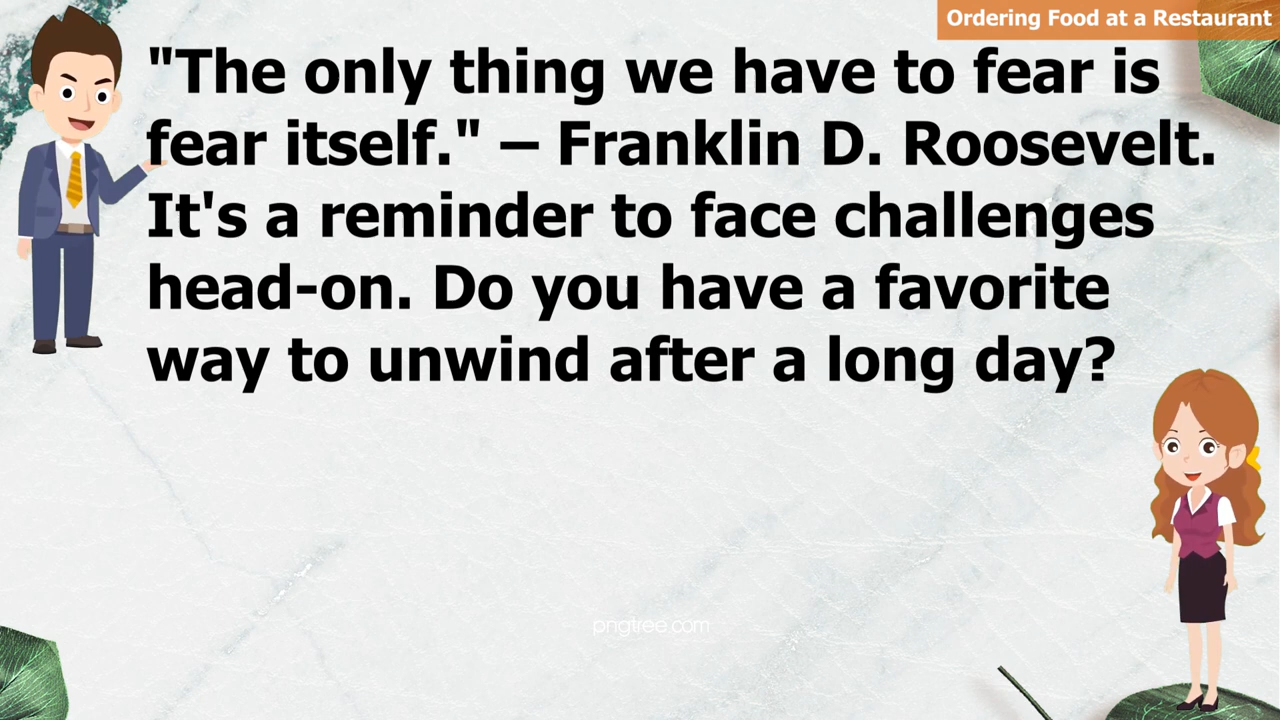 Ordering Food at a Restaurant
"The only thing we have to fear is
fear itself." – Franklin D. Roosevelt.
It's a reminder to face challenges
head-on. Do you have a favorite
way to unwind after a long day?
pngtree.com